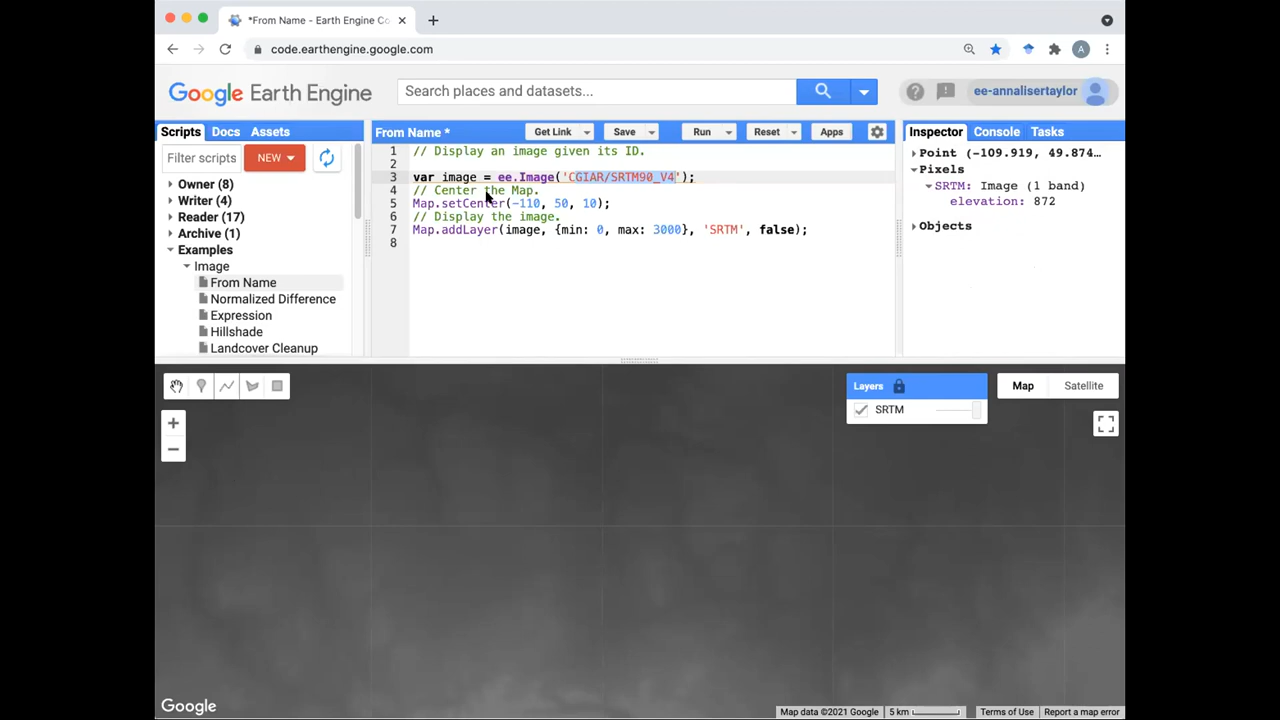 *From Name - Earth Engine Co
code.earthengine.google.com
A
Google Earth Engine
Search places and datasets...
ee-annalisertaylor
Scripts Docs Assets
Filter scripts
NEW
Owner (8)
Writer (4)
Reader (17)
Archive (1)
Examples
Image
From Name
Normalized Difference
Expression
Hillshade
Landcover Cleanup
From Name *
Get Link Save Run Reset Apps
1 // Display an image given its ID.
2
3 var image = ee.Image('CGIAR/SRTM90_V4');
4 // Center the Map.
5 Map.setCenter(-110, 50, 10);
6 // Display the image.
7 Map.addLayer(image, {min: 0, max: 3000}, 'SRTM', false);
8
Inspector Console Tasks
Point (-109.919, 49.874…
Pixels
SRTM: Image (1 band)
elevation: 872
Objects
Layers
SRTM
Map Satellite
Google
Map data ©2021 Google 5 km Terms of Use Report a map error